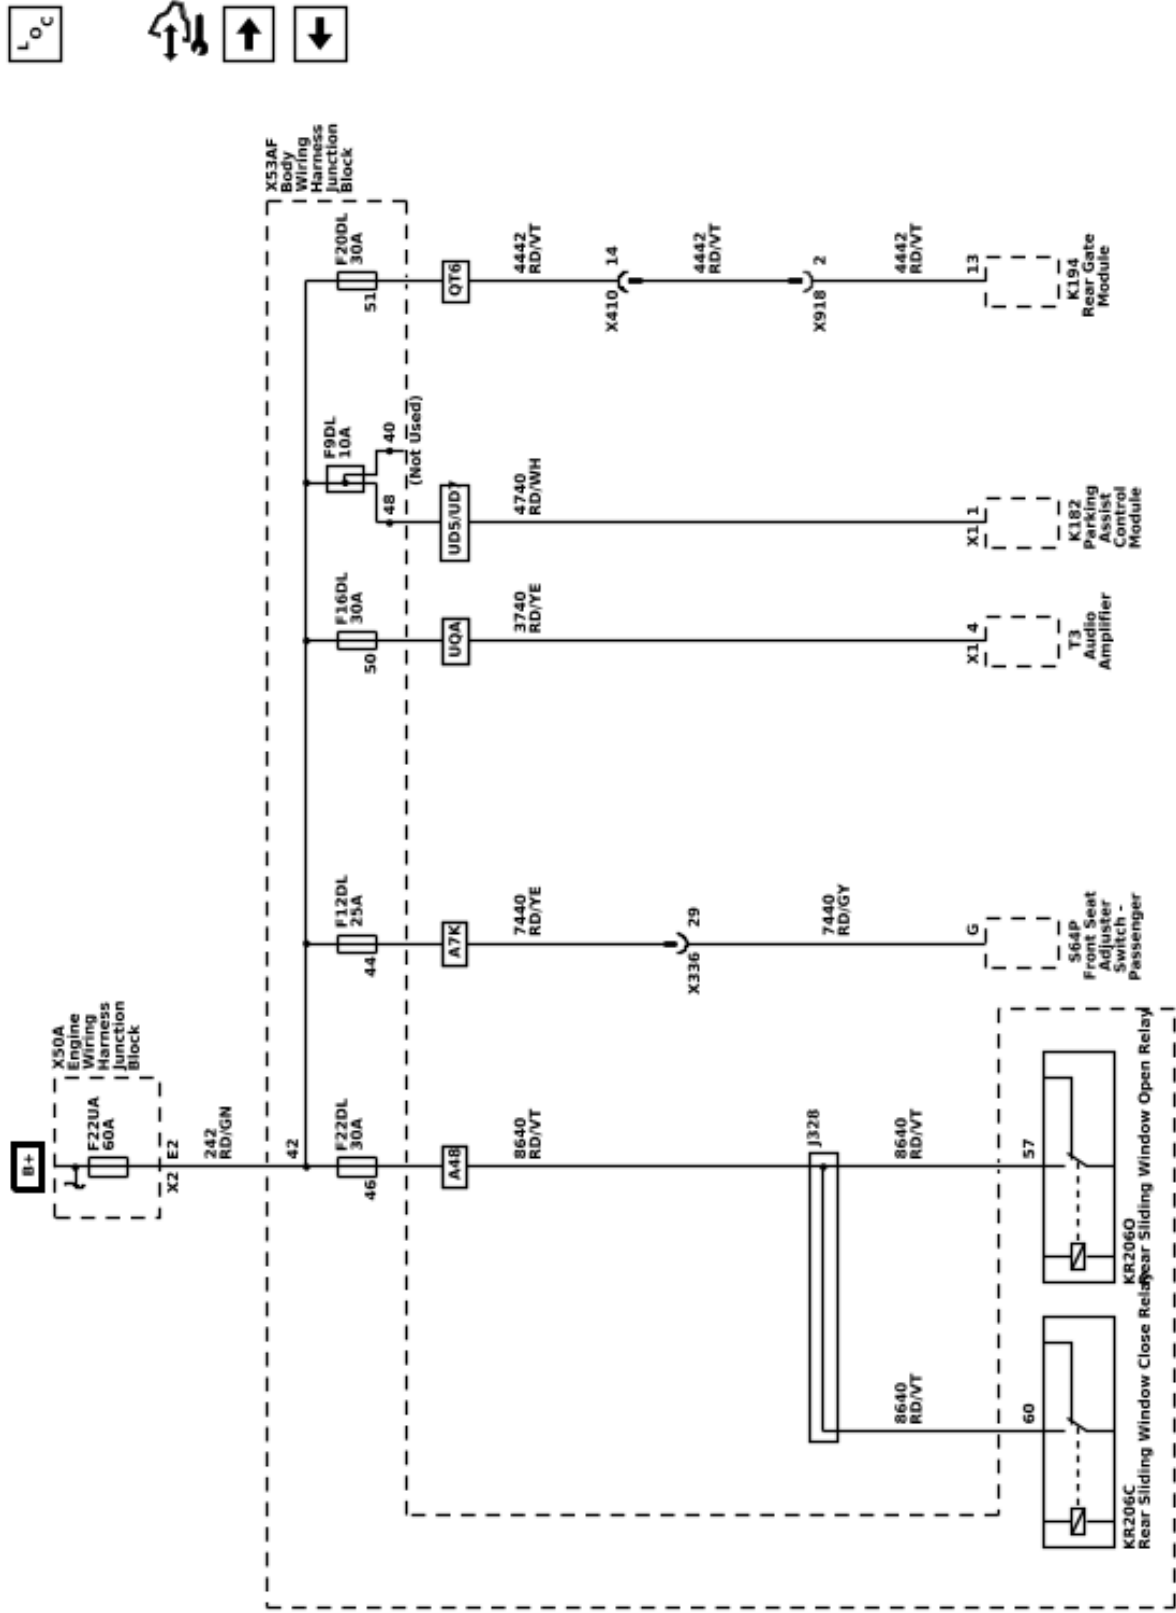 L
O
C
B+
X50A
Engine
Wiring
Harness
Junction
Block
F22UA
60A
X2 E2
242
RD/GN
X53AF
Body
Wiring
Harness
Junction
Block
42
F22DL
30A
46
F12DL
25A
44
F16DL
30A
50
F9DL
10A
48
40
(Not Used)
F20DL
30A
51
A48
A7K
UQA
UD5/UD7
QT6
8640
RD/VT
7440
RD/YE
3740
RD/YE
4740
RD/WH
4442
RD/VT
X410
14
X336
29
4442
RD/VT
J328
X918
2
8640
RD/VT
8640
RD/VT
7440
RD/GY
4442
RD/VT
60
57
G
X1 4
X1 1
13
KR206C
Rear Sliding Window Close Relay
KR206O
Rear Sliding Window Open Relay
S64P
Front Seat
Adjuster
Switch -
Passenger
T3
Audio
Amplifier
K182
Parking
Assist
Control
Module
K194
Rear Gate
Module